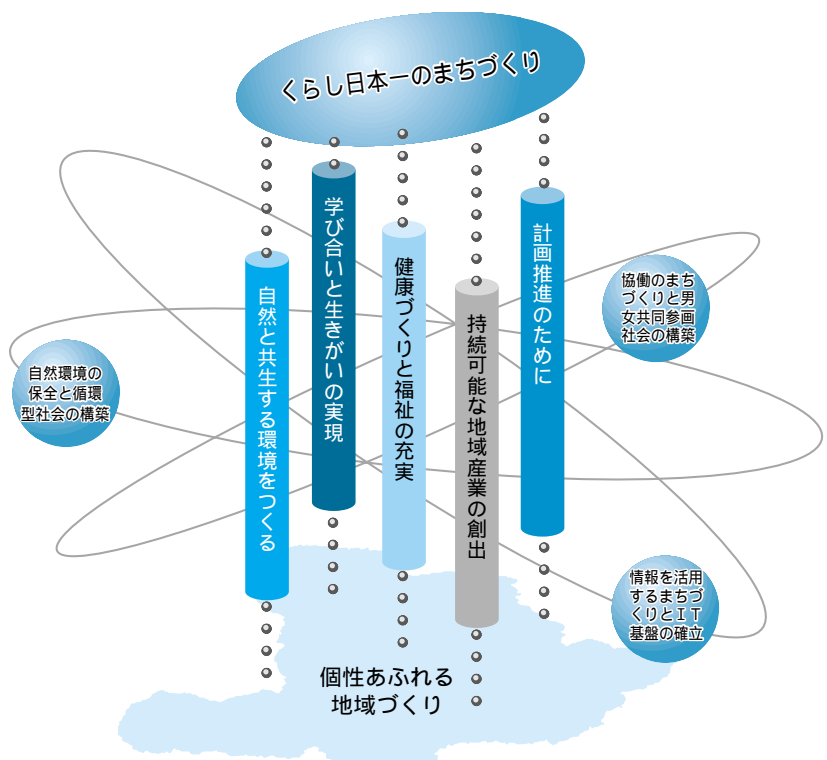 くらし日本一のまちづくり
自然と共生する環境をつくる
学び合いと生きがいの実現
健康づくりと福祉の充実
持続可能な地域産業の創出
計画推進のために
自然環境の
保全と循環
型社会の構築
協働のまち
づくりと男
女共同参画
社会の構築
情報を活用
するまちづ
くりとＩＴ
基盤の確立
個性あふれる
地域づくり